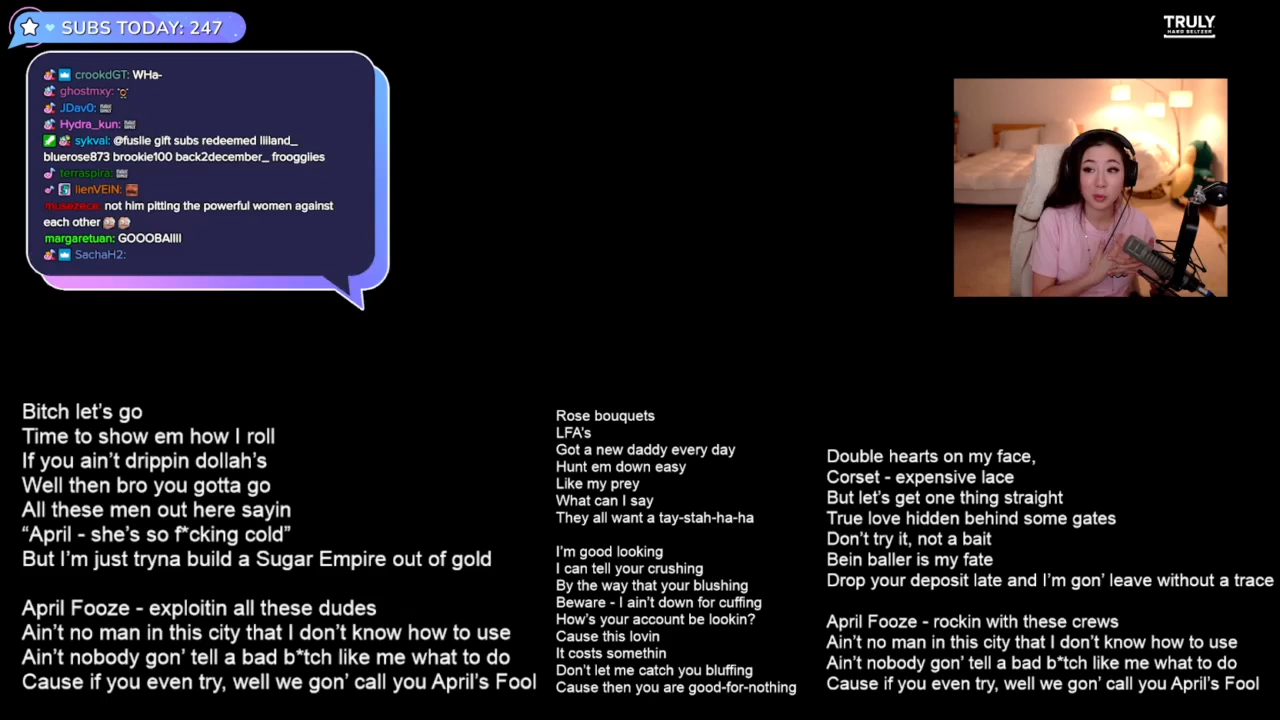 SUBS TODAY: 247
TRULY
HARD SELTZER
crookdGT: WHa-
ghostmxy:
JDav0:
Hydra_kun:
sykval: @fuslie gift subs redeemed liliand_
bluerose873 brookie100 back2december_ frooggiies
terraspira:
lienVEIN:
musezece: not him pitting the powerful women against
each other
margaretuan: GOOOBAIIII
SachaH2:
Bitch let's go
Time to show em how I roll
If you ain't drippin dollah's
Well then bro you gotta go
All these men out here sayin
“April - she's so f*cking cold”
But I'm just tryna build a Sugar Empire out of gold
April Fooze - exploitin all these dudes
Ain't no man in this city that I don't know how to use
Ain't nobody gon' tell a bad b*tch like me what to do
Cause if you even try, well we gon' call you April's Fool
Rose bouquets
LFA's
Got a new daddy every day
Hunt em down easy
Like my prey
What can I say
They all want a tay-stah-ha-ha
I'm good looking
I can tell your crushing
By the way that your blushing
Beware - I ain't down for cuffing
How's your account be lookin?
Cause this lovin
It costs somethin
Don't let me catch you bluffing
Cause then you are good-for-nothing
Double hearts on my face,
Corset - expensive lace
But let's get one thing straight
True love hidden behind some gates
Don't try it, not a bait
Bein baller is my fate
Drop your deposit late and I'm gon' leave without a trace
April Fooze - rockin with these crews
Ain't no man in this city that I don't know how to use
Ain't nobody gon' tell a bad b*tch like me what to do
Cause if you even try, well we gon' call you April's Fool